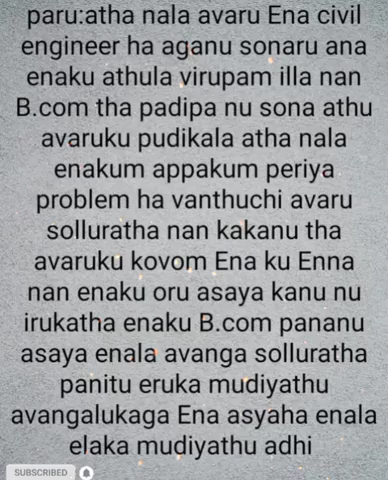 paru:atha nala avaru Ena civil
engineer ha aganu sonaru ana
enaku athula virupam illa nan
B.com tha padipa nu sona athu
avaruku pudikala atha nala
enakum appakum periya
problem ha vanthuchi avaru
solluratha nan kakanu tha
avaruku kovom Ena ku Enna
nan enaku oru asaya kanu nu
irukatha enaku B.com pananu
asaya enala avanga solluratha
panitu eruka mudiyathu
avangalukaga Ena asyaha enala
elaka mudiyathu adhi
SUBSCRIBED